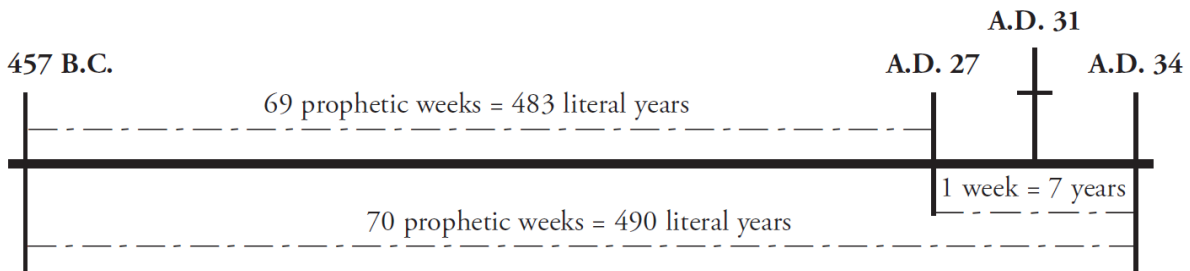 A.D. 31
457 B.C.
A.D. 27
A.D. 34
69 prophetic weeks = 483 literal years
1 week = 7 years
70 prophetic weeks = 490 literal years